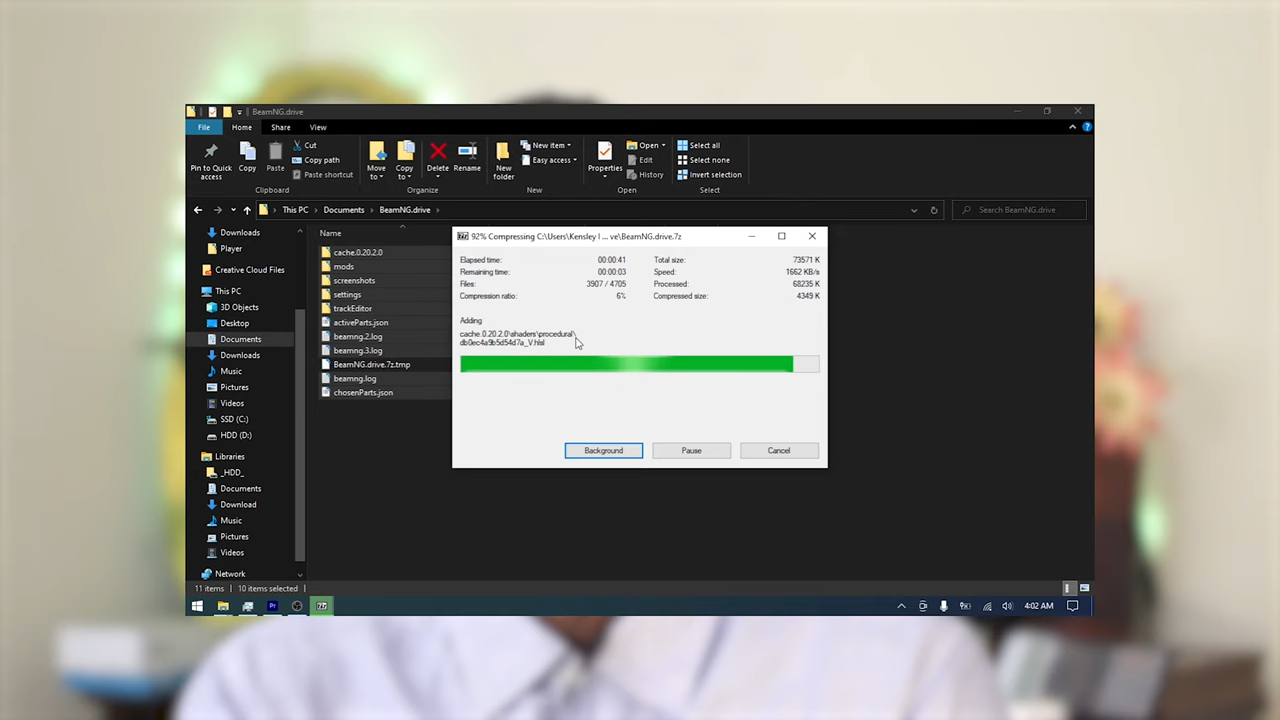 BeamNG.drive
File Home Share View
Pin to Quick access
Copy
Paste
Cut
Copy path
Paste shortcut
Move to
Copy to
Delete
Rename
New folder
New item
Easy access
Properties
Open
Edit
History
Select all
Select none
Invert selection
Clipboard Organize New Open Select
This PC Documents BeamNG.drive
Search BeamNG.drive
Downloads
Player
Creative Cloud Files
This PC
3D Objects
Desktop
Documents
Downloads
Music
Pictures
Videos
SSD (C:)
HDD (D:)
Libraries
_HDD_
Documents
Download
Music
Pictures
Videos
Network
Name
cache.0.20.2.0
mods
screenshots
settings
trackEditor
activeParts.json
beamng.2.log
beamng.3.log
BeamNG.drive.7z.tmp
beamng.log
chosenParts.json
92% Compressing C:\Users\Kensley I ... ve\BeamNG.drive.7z
Elapsed time: 00:00:41 Total size: 73571 K
Remaining time: 00:00:03 Speed: 1662 KB/s
Files: 3907 / 4705 Processed: 68235 K
Compression ratio: 6% Compressed size: 4349 K
Adding
cache.0.20.2.0\shaders\procedural\
db0ec4a9b5d54d7a_V.hlsl
Background Pause Cancel
11 items 10 items selected
Pr
7z
4:02 AM